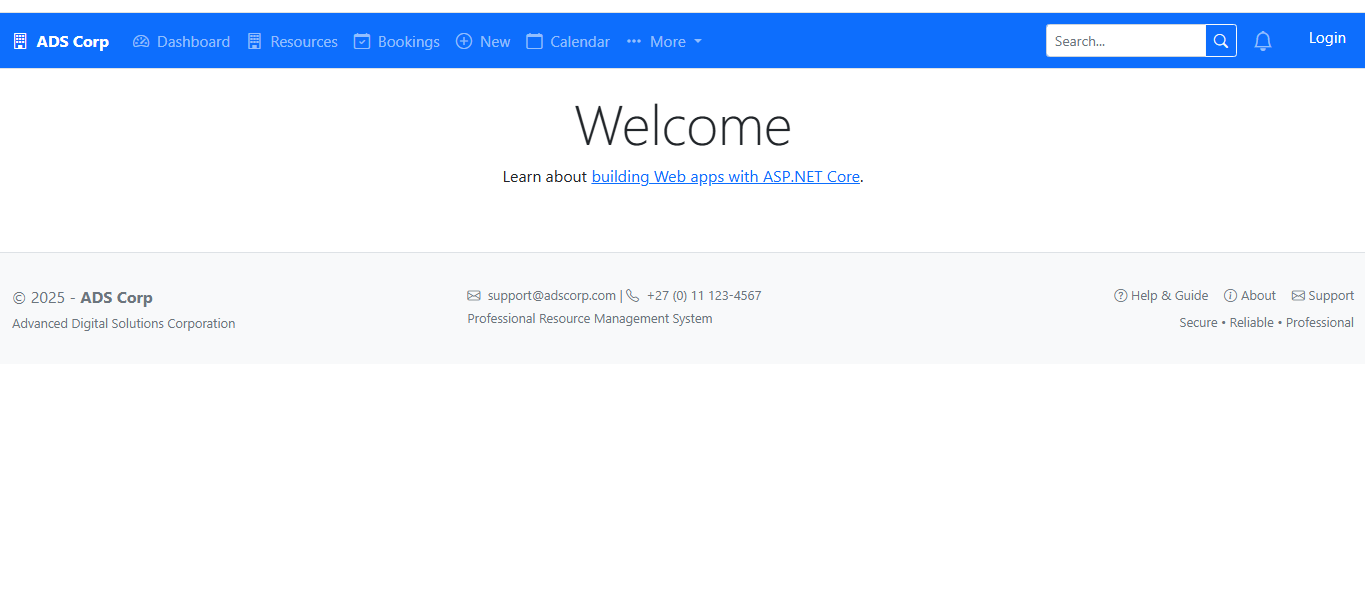 ADS Corp Dashboard Resources Bookings New Calendar More Search... Login
Welcome
Learn about building Web apps with ASP.NET Core.
© 2025 - ADS Corp
Advanced Digital Solutions Corporation
support@adscorp.com | +27 (0) 11 123-4567
Professional Resource Management System
Help & Guide About Support
Secure • Reliable • Professional